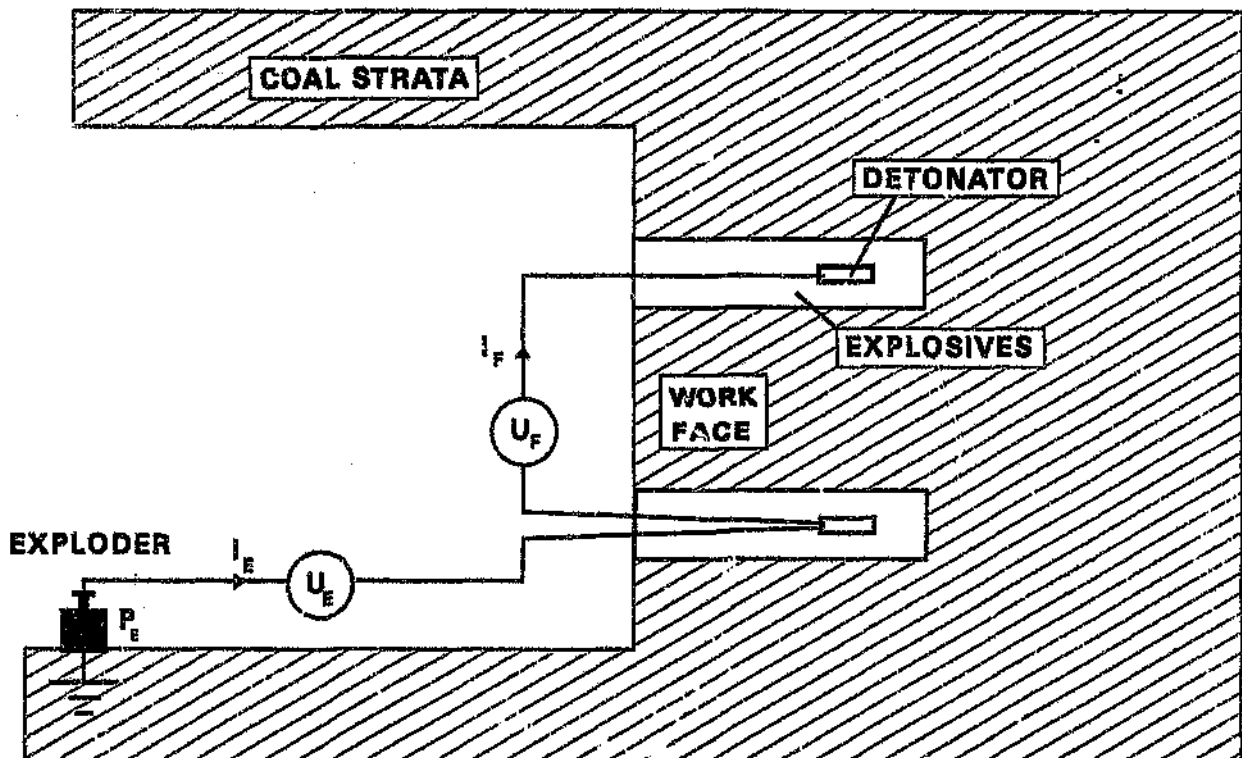 COAL STRATA
DETONATOR
EXPLOSIVES
I_F
WORK
FACE
U_F
EXPLODER
I_E
U_E
P_E